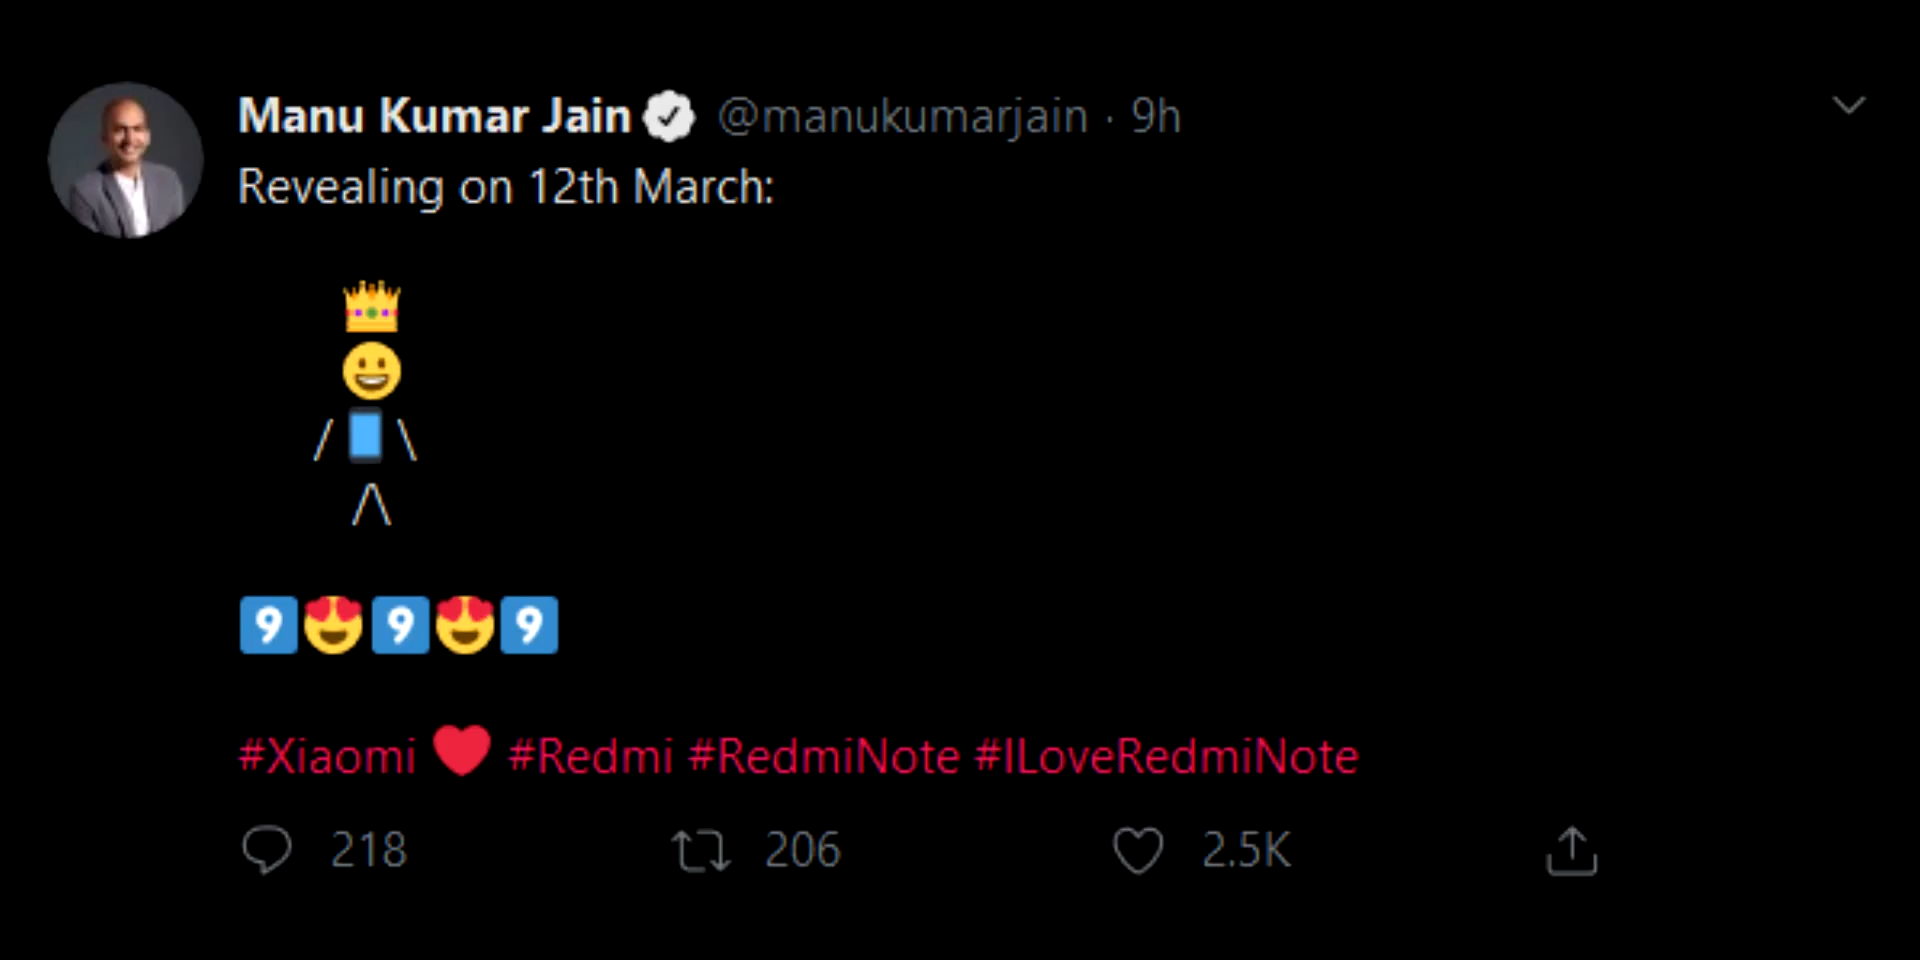 Manu Kumar Jain @manukumarjain · 9h
Revealing on 12th March:
👑
😀
/ 📱 \
/\
9️⃣😍9️⃣😍9️⃣
#Xiaomi ❤️ #Redmi #RedmiNote #ILoveRedmiNote
218 206 2.5K